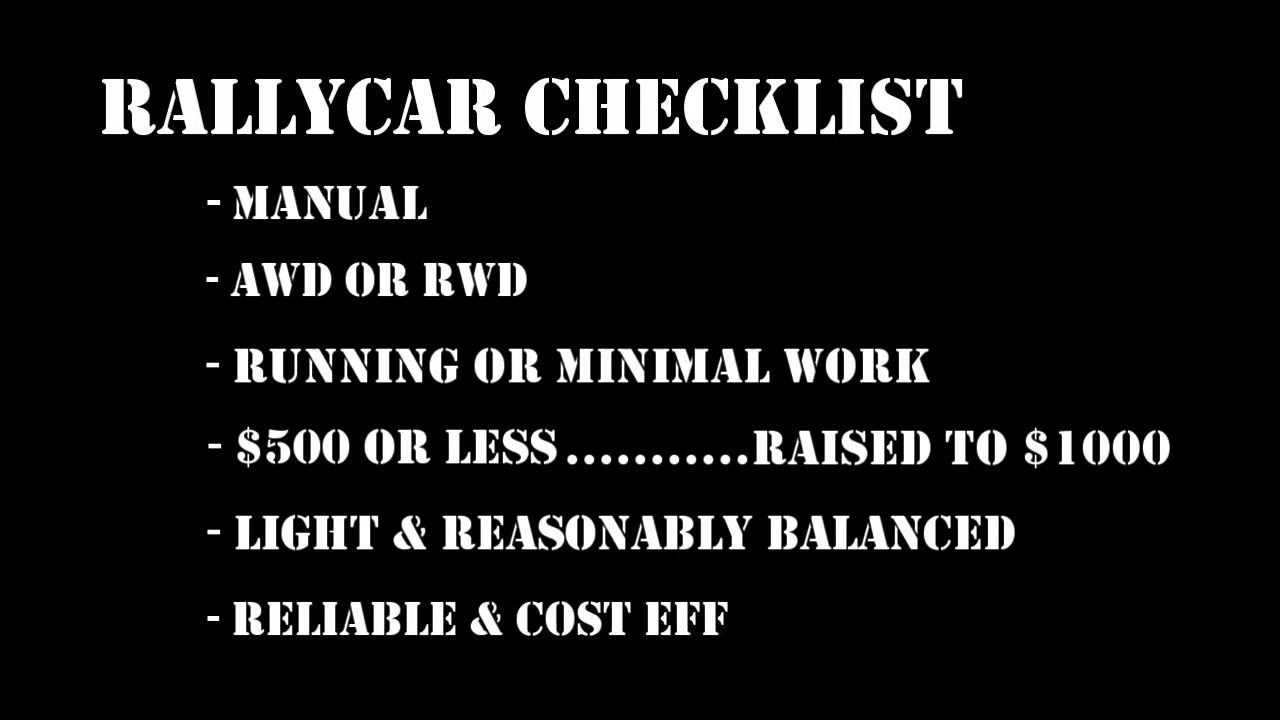 RALLYCAR CHECKLIST
- MANUAL
- AWD OR RWD
- RUNNING OR MINIMAL WORK
- $500 OR LESS...........RAISED TO $1000
- LIGHT & REASONABLY BALANCED
- RELIABLE & COST EFF